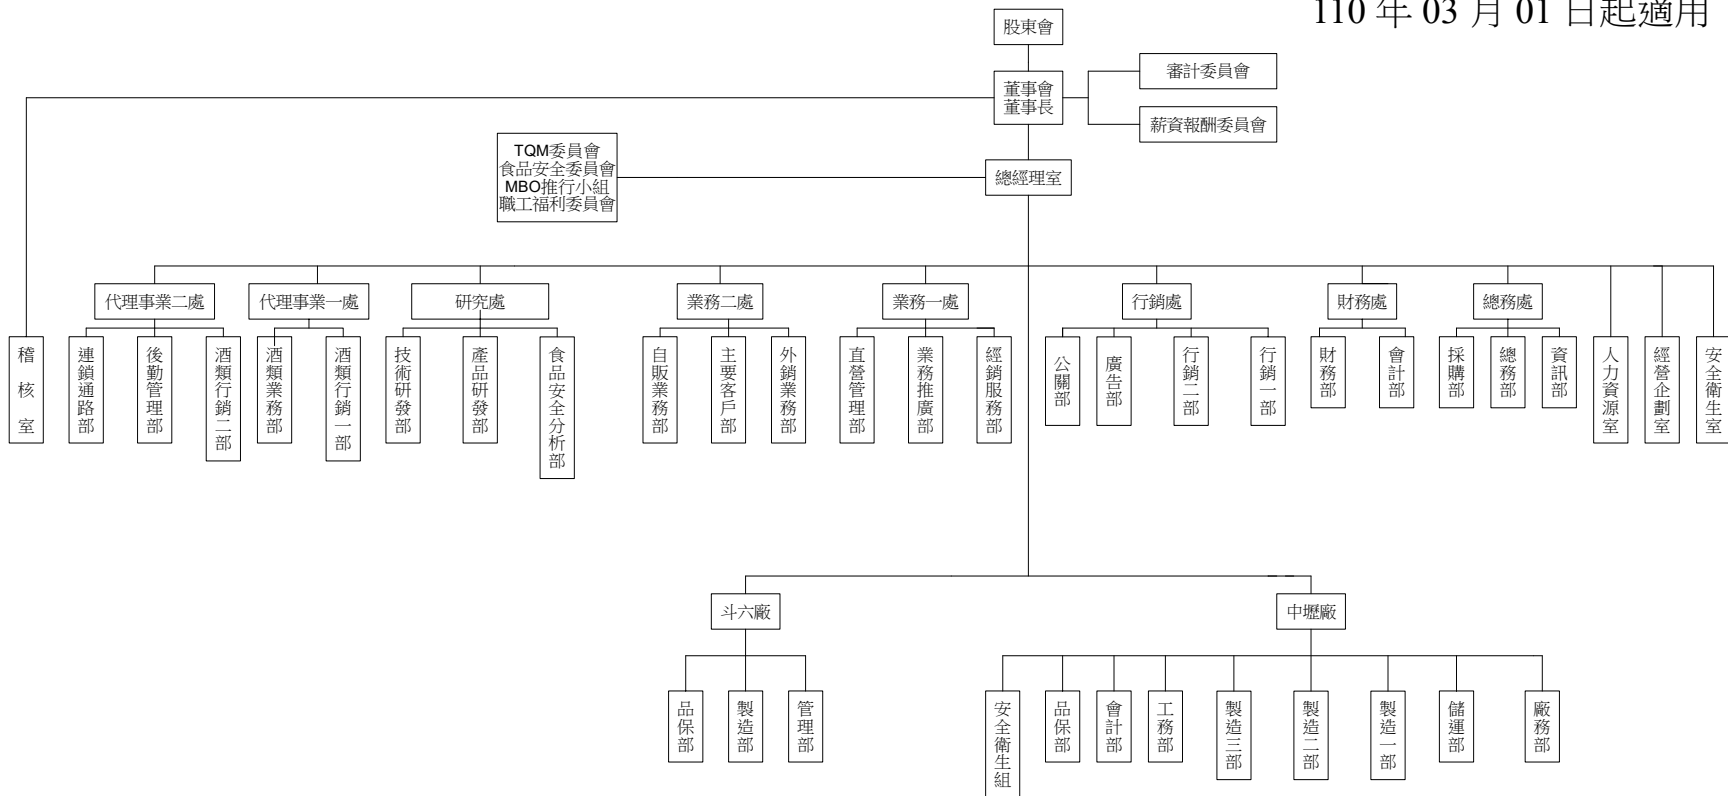 110 年 03 月 01 日起適用
股東會
董事會
董事長
審計委員會
薪資報酬委員會
TQM委員會
食品安全委員會
MBO推行小組
職工福利委員會
總經理室
代理事業二處
代理事業一處
研究處
業務二處
業務一處
行銷處
財務處
總務處
稽核室
連鎖通路部
後勤管理部
酒類行銷二部
酒類業務部
酒類行銷一部
技術研發部
產品研發部
食品安全分析部
自販業務部
主要客戶部
外銷業務部
直營管理部
業務推廣部
經銷服務部
公關部
廣告部
行銷二部
行銷一部
財務部
會計部
採購部
總務部
資訊部
人力資源室
經營企劃室
安全衛生室
斗六廠
中壢廠
品保部
製造部
管理部
安全衛生組
品保部
會計部
工務部
製造三部
製造二部
製造一部
儲運部
廠務部